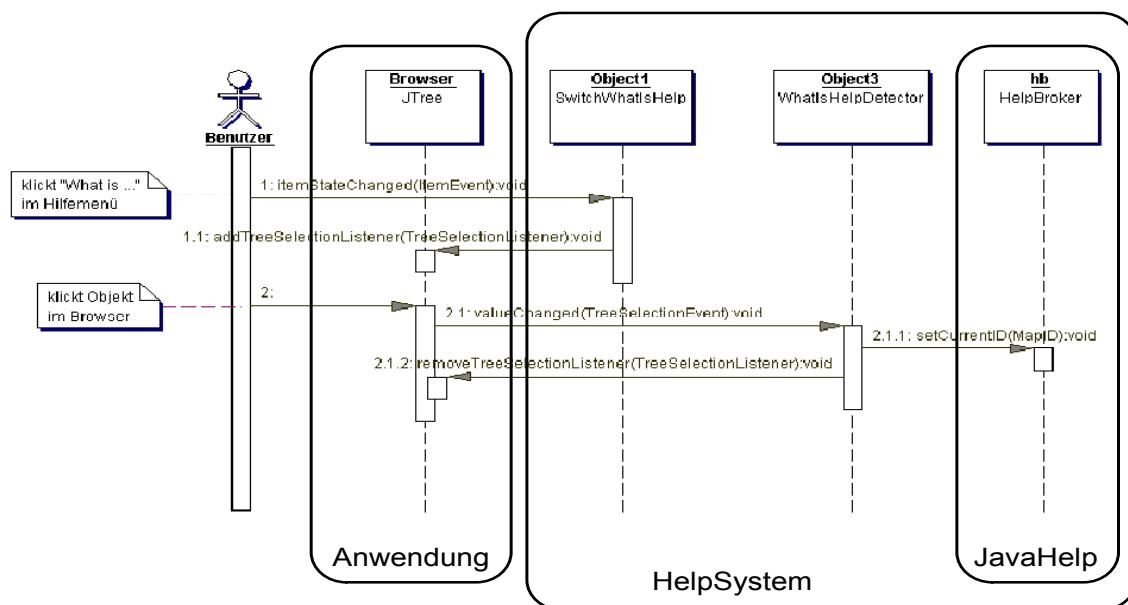 Browser
JTree
Object1
SwitchWhatIsHelp
Object3
WhatIsHelpDetector
hb
HelpBroker
Benutzer
klickt "What is ..."
im Hilfemenü
1: itemStateChanged(ItemEvent):void
1.1: addTreeSelectionListener(TreeSelectionListener):void
klickt Objekt
im Browser
2:
2.1: valueChanged(TreeSelectionEvent):void
2.1.1: setCurrentID(MapID):void
2.1.2: removeTreeSelectionListener(TreeSelectionListener):void
Anwendung
HelpSystem
JavaHelp